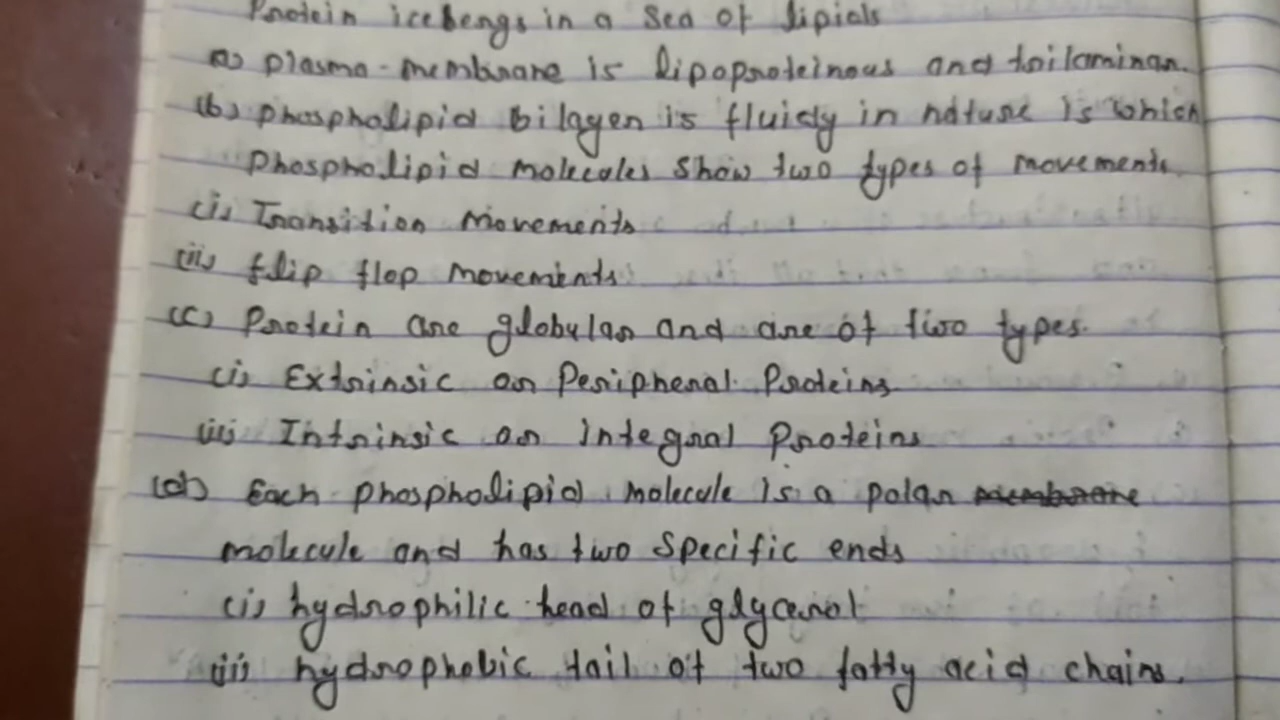 Protein icebergs in a sea of lipids
(a) plasma-membrane is lipoproteinous and trilaminar.
(b) phospholipid bilayer is fluidy in nature is which
phospholipid molecules show two types of movements
(i) Transition movements
(ii) flip flop movements
(c) Protein are globular and are of two types.
(i) Extrinsic or Peripheral Proteins
(ii) Intrinsic or integral Proteins
(d) Each phospholipid molecule is a polar membrane
molecule and has two specific ends
(i) hydrophilic head of glycerol
(ii) hydrophobic tail of two fatty acid chains.